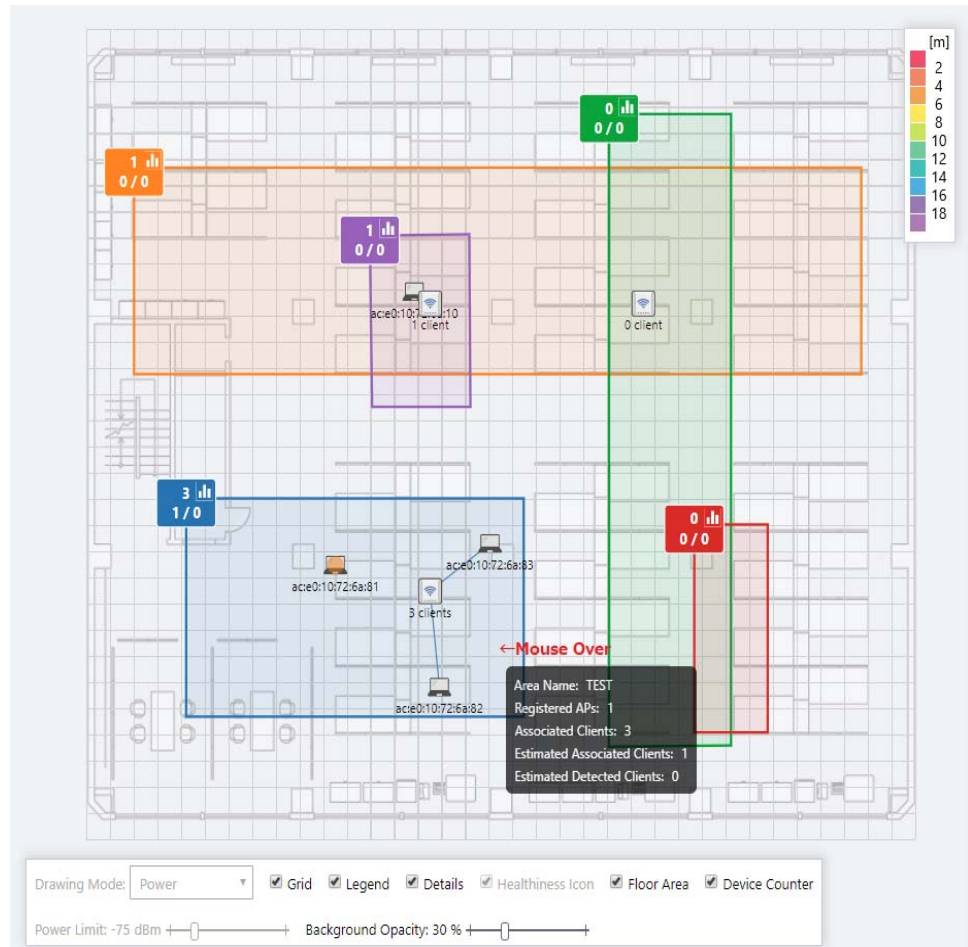 [m]
2
4
6
8
10
12
14
16
18
0
0 / 0
1
0 / 0
1
0 / 0
1 client
0 client
3
1 / 0
0
0 / 0
ac:e0:10:72:6a:83
ac:e0:10:72:6a:81
3 clients
←Mouse Over
Area Name: TEST
Registered APs: 1
ac:e0:10:72:6a:82
Associated Clients: 3
Estimated Associated Clients: 1
Estimated Detected Clients: 0
Drawing Mode: Power Grid Legend Details Healthiness Icon Floor Area Device Counter
Power Limit: -75 dBm Background Opacity: 30 %